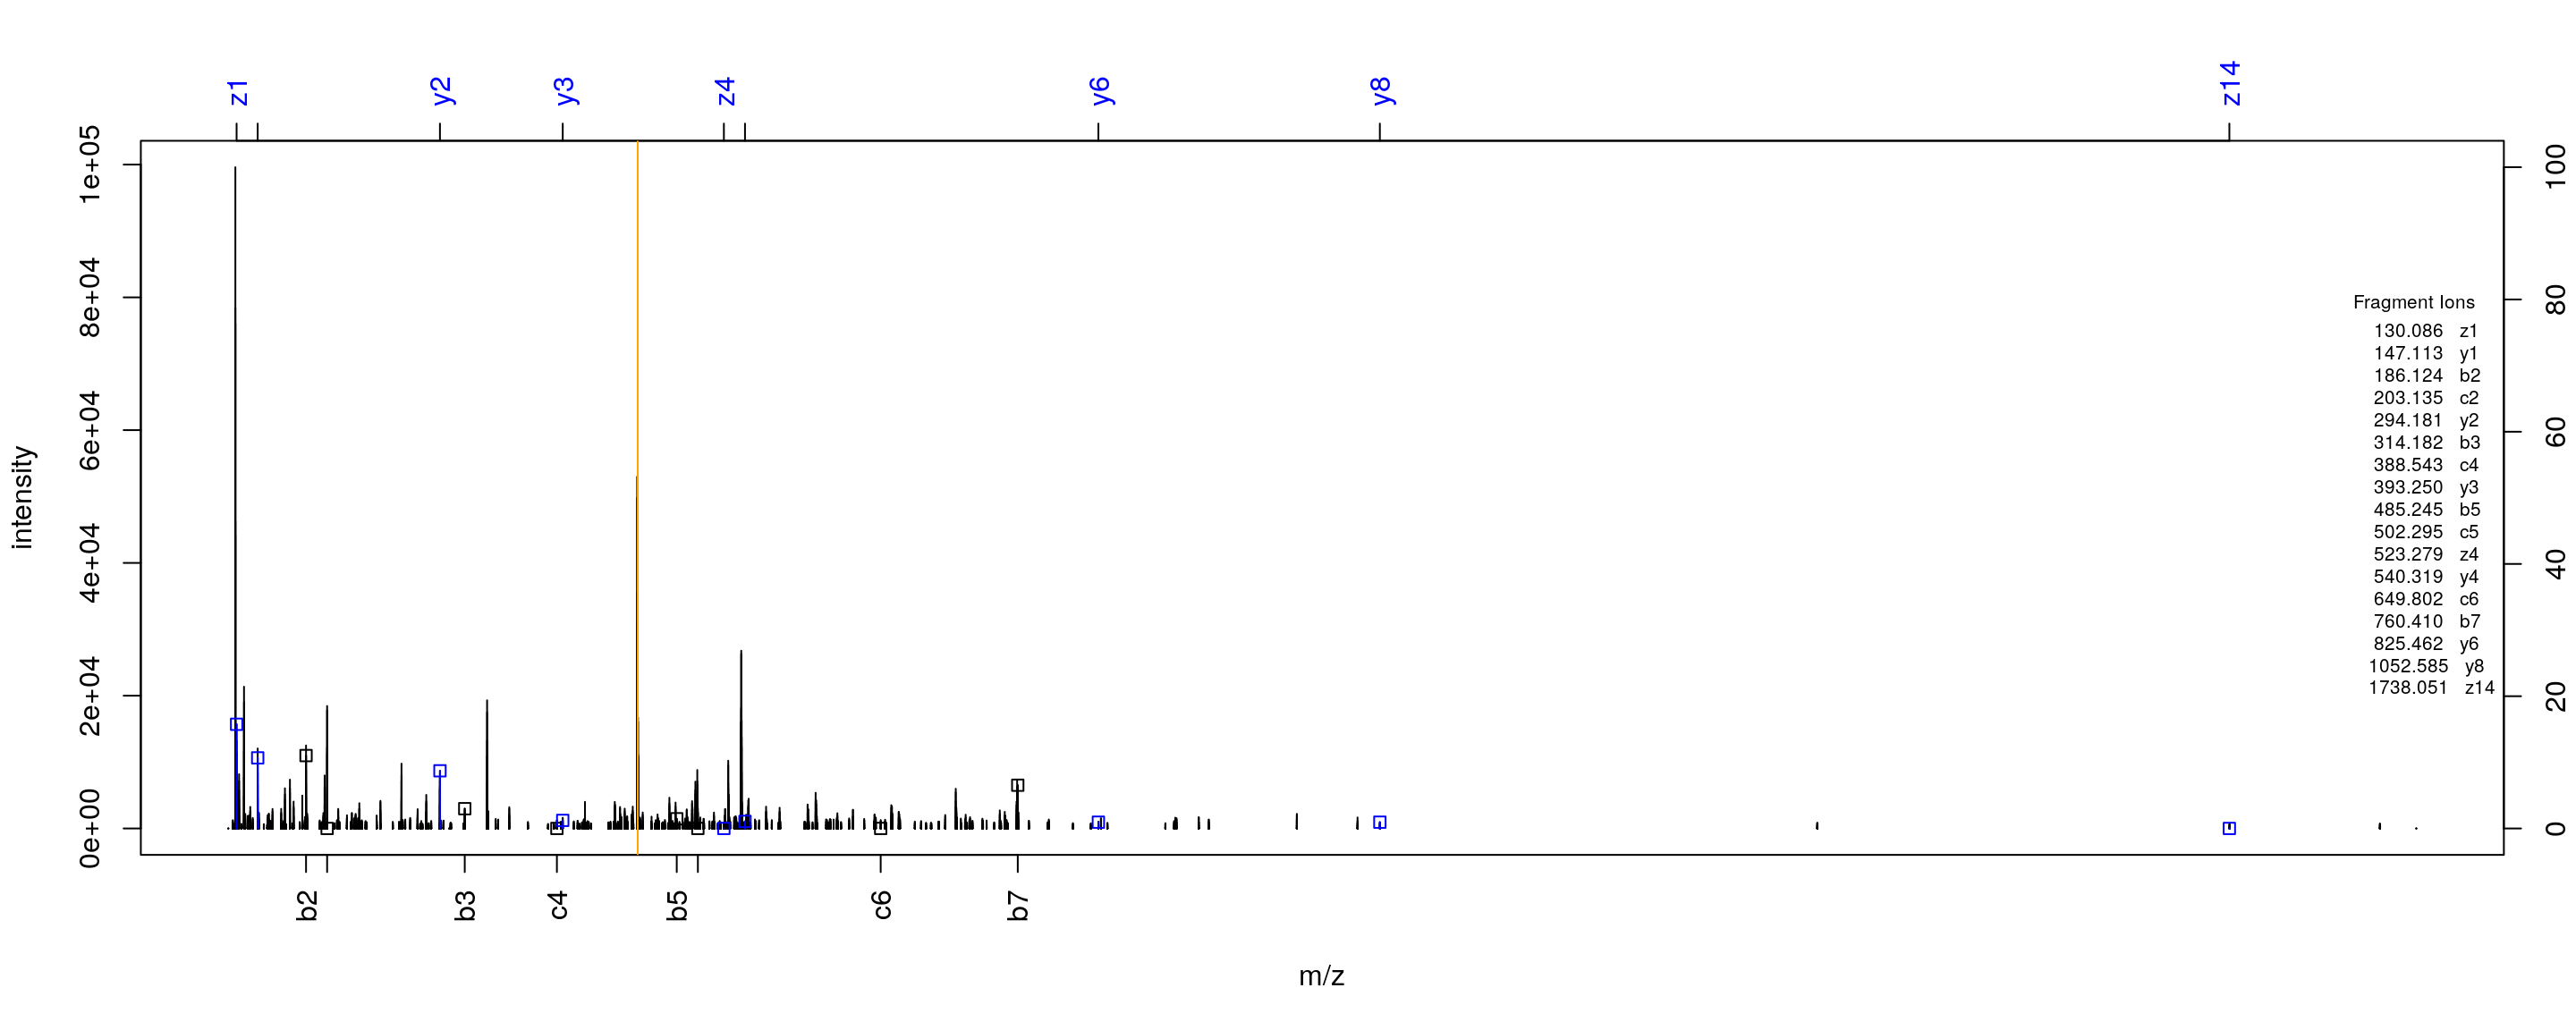 z1 y2 y3 z4 y6 y8 z14
1e+05 100
8e+04 80
6e+04 60
4e+04 40
2e+04 20
0e+00 0
intensity
Fragment Ions
130.086 z1
147.113 y1
186.124 b2
203.135 c2
294.181 y2
314.182 b3
388.543 c4
393.250 y3
485.245 b5
502.295 c5
523.279 z4
540.319 y4
649.802 c6
760.410 b7
825.462 y6
1052.585 y8
1738.051 z14
b2 b3 c4 b5 c6 b7
m/z